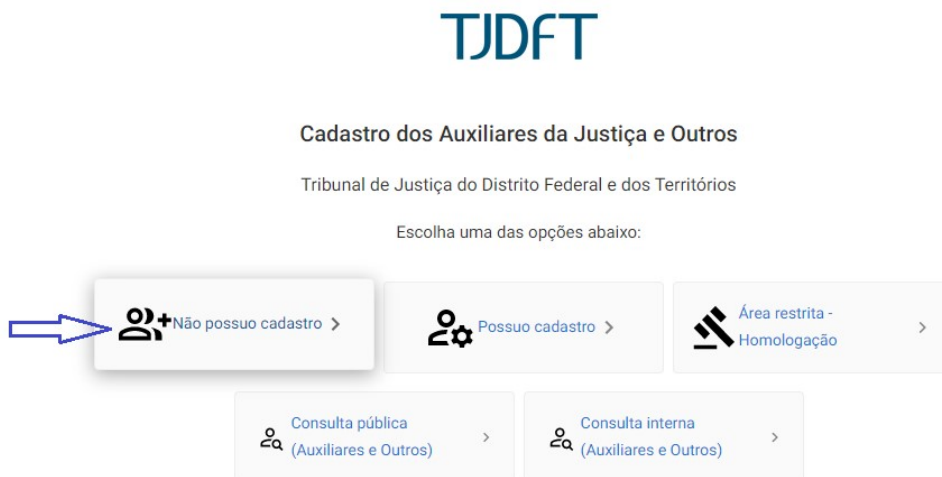 TJDFT
Cadastro dos Auxiliares da Justiça e Outros
Tribunal de Justiça do Distrito Federal e dos Territórios
Escolha uma das opções abaixo:
Não possuo cadastro
Possuo cadastro
Área restrita -
Homologação
Consulta pública
(Auxiliares e Outros)
Consulta interna
(Auxiliares e Outros)